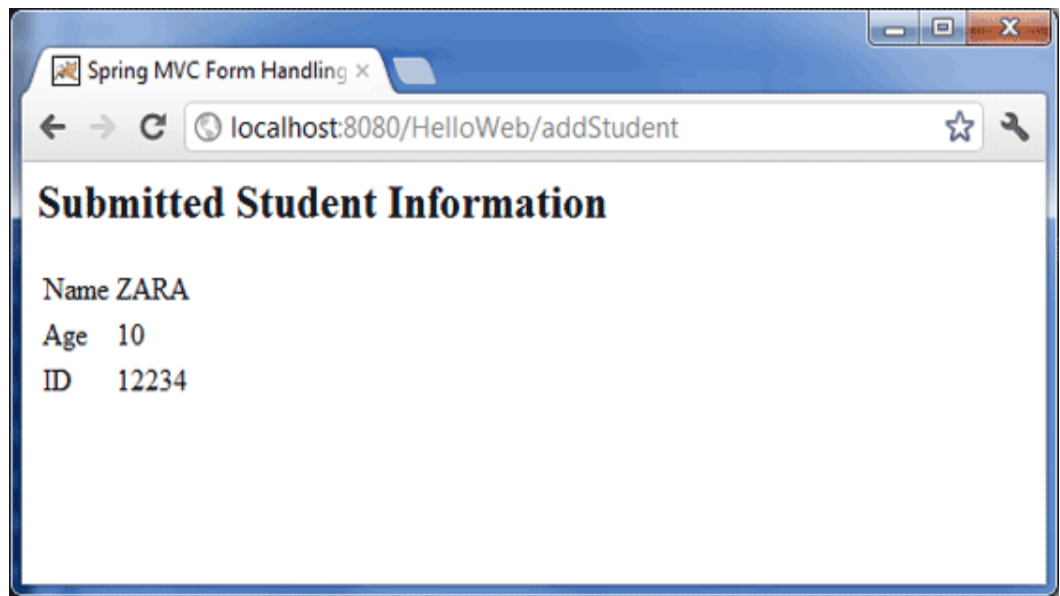 Spring MVC Form Handling
localhost:8080/HelloWeb/addStudent
Submitted Student Information
Name ZARA
Age 10
ID 12234